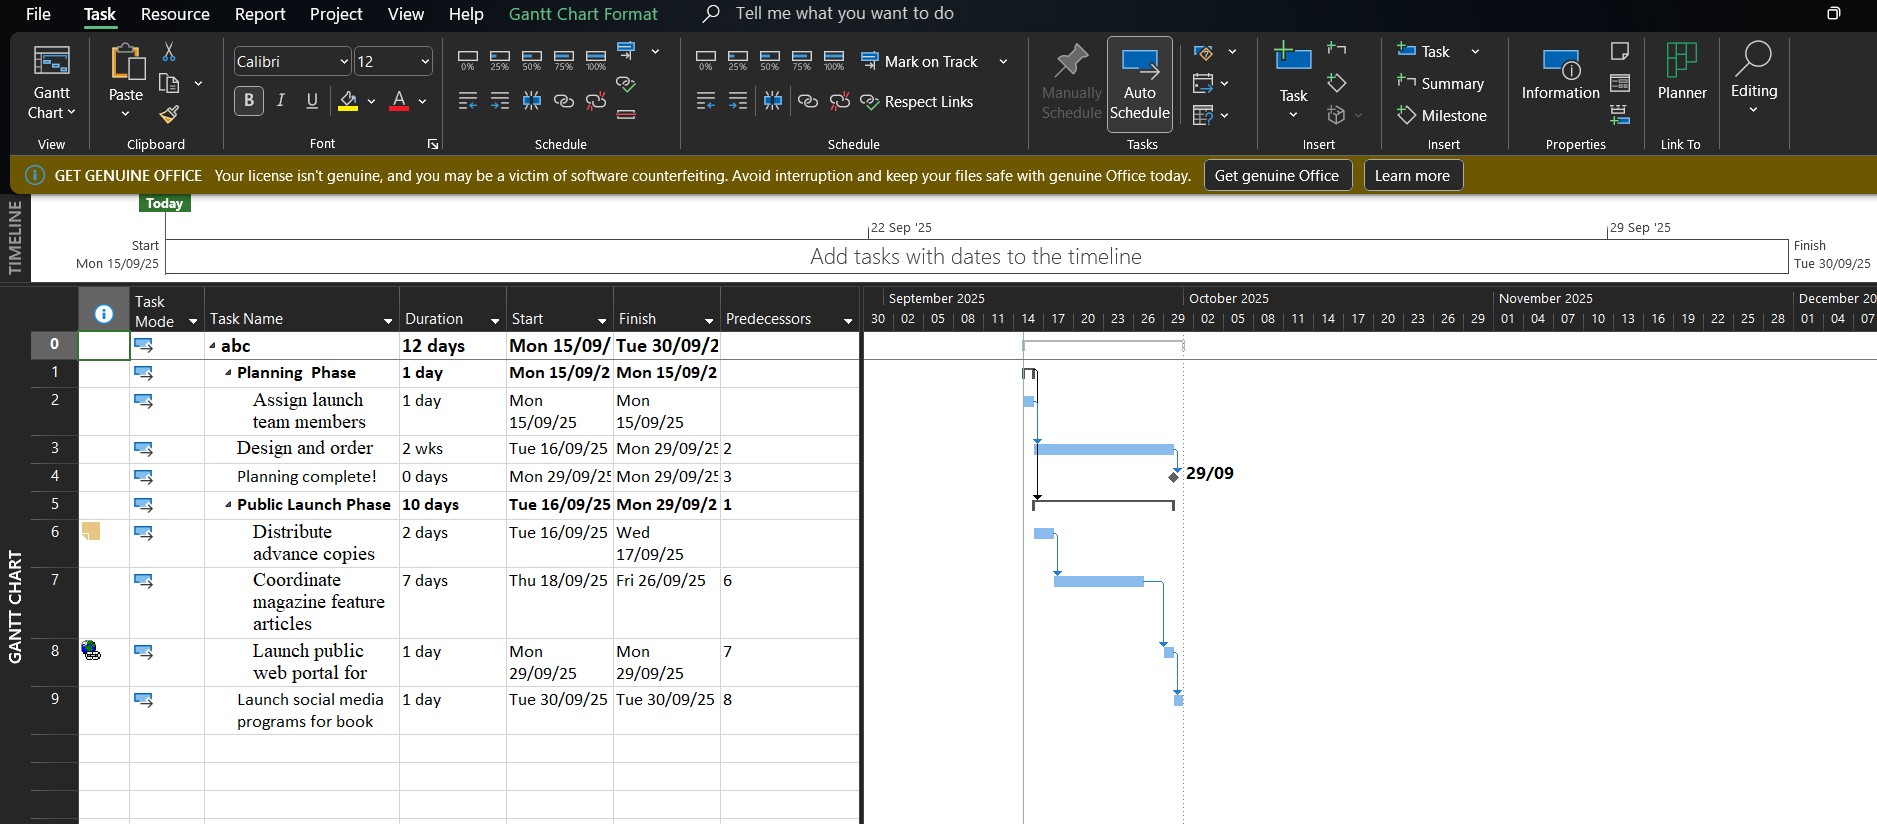 File Task Resource Report Project View Help Gantt Chart Format Tell me what you want to do
Gantt Chart
View
Paste
Clipboard
Calibri 12
B I U A
Font
0% 25% 50% 75% 100%
Schedule
0% 25% 50% 75% 100% Mark on Track
Respect Links
Schedule
Manually Schedule
Auto Schedule
Tasks
Task
Insert
Task
Summary
Milestone
Insert
Information
Properties
Planner
Link To
Editing
GET GENUINE OFFICE Your license isn't genuine, and you may be a victim of software counterfeiting. Avoid interruption and keep your files safe with genuine Office today. Get genuine Office Learn more
TIMELINE
Today
22 Sep '25 29 Sep '25
Start
Mon 15/09/25
Add tasks with dates to the timeline
Finish
Tue 30/09/25
GANTT CHART
Task Mode Task Name Duration Start Finish Predecessors
0 abc 12 days Mon 15/09/ Tue 30/09/2
1 Planning Phase 1 day Mon 15/09/2 Mon 15/09/2
2 Assign launch team members 1 day Mon 15/09/25 Mon 15/09/25
3 Design and order 2 wks Tue 16/09/25 Mon 29/09/25 2
4 Planning complete! 0 days Mon 29/09/25 Mon 29/09/25 3
5 Public Launch Phase 10 days Tue 16/09/25 Mon 29/09/2 1
6 Distribute advance copies 2 days Tue 16/09/25 Wed 17/09/25
7 Coordinate magazine feature articles 7 days Thu 18/09/25 Fri 26/09/25 6
8 Launch public web portal for 1 day Mon 29/09/25 Mon 29/09/25 7
9 Launch social media programs for book 1 day Tue 30/09/25 Tue 30/09/25 8
September 2025 October 2025 November 2025 December 20
30 02 05 08 11 14 17 20 23 26 29 02 05 08 11 14 17 20 23 26 29 01 04 07 10 13 16 19 22 25 28 01 04 07
29/09